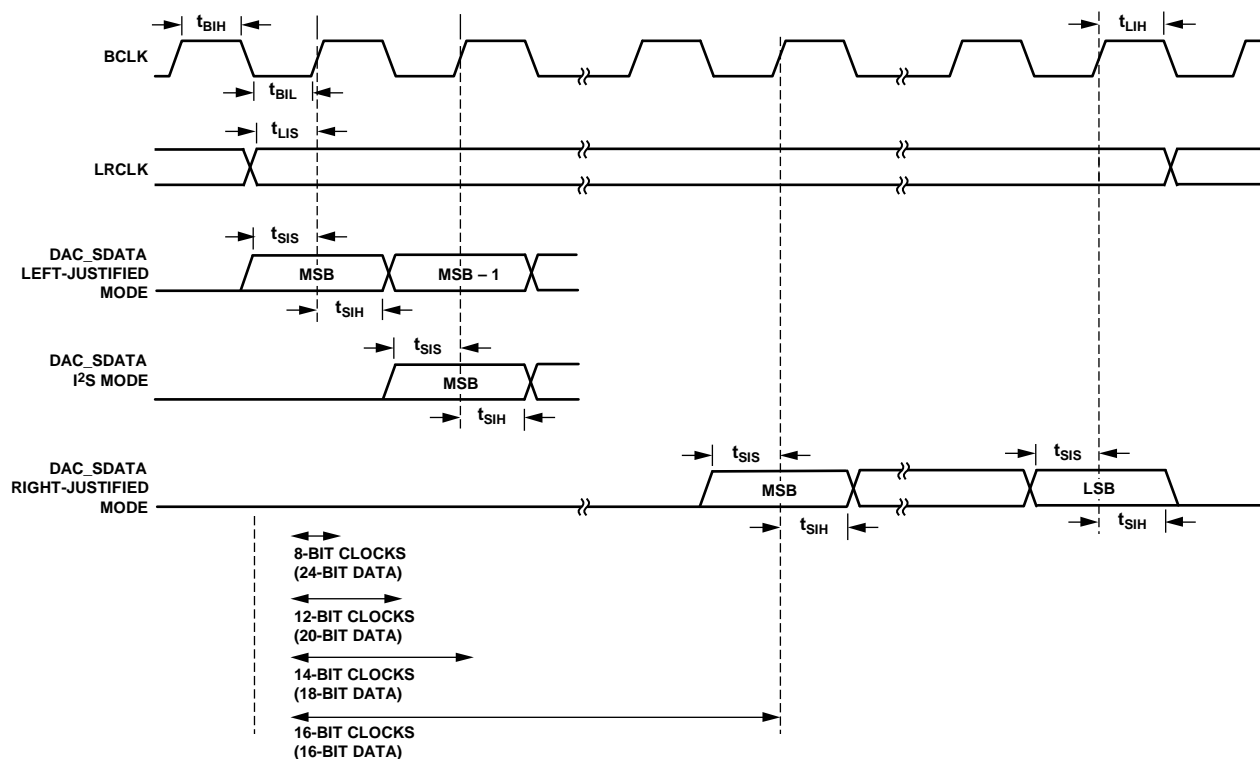 tBIH
tLIH
BCLK
tBIL
tLIS
LRCLK
tSIS
DAC_SDATA
LEFT-JUSTIFIED
MODE
MSB
MSB – 1
tSIH
DAC_SDATA
I2S MODE
tSIS
MSB
tSIH
DAC_SDATA
RIGHT-JUSTIFIED
MODE
tSIS
tSIS
MSB
LSB
tSIH
tSIH
8-BIT CLOCKS
(24-BIT DATA)
12-BIT CLOCKS
(20-BIT DATA)
14-BIT CLOCKS
(18-BIT DATA)
16-BIT CLOCKS
(16-BIT DATA)